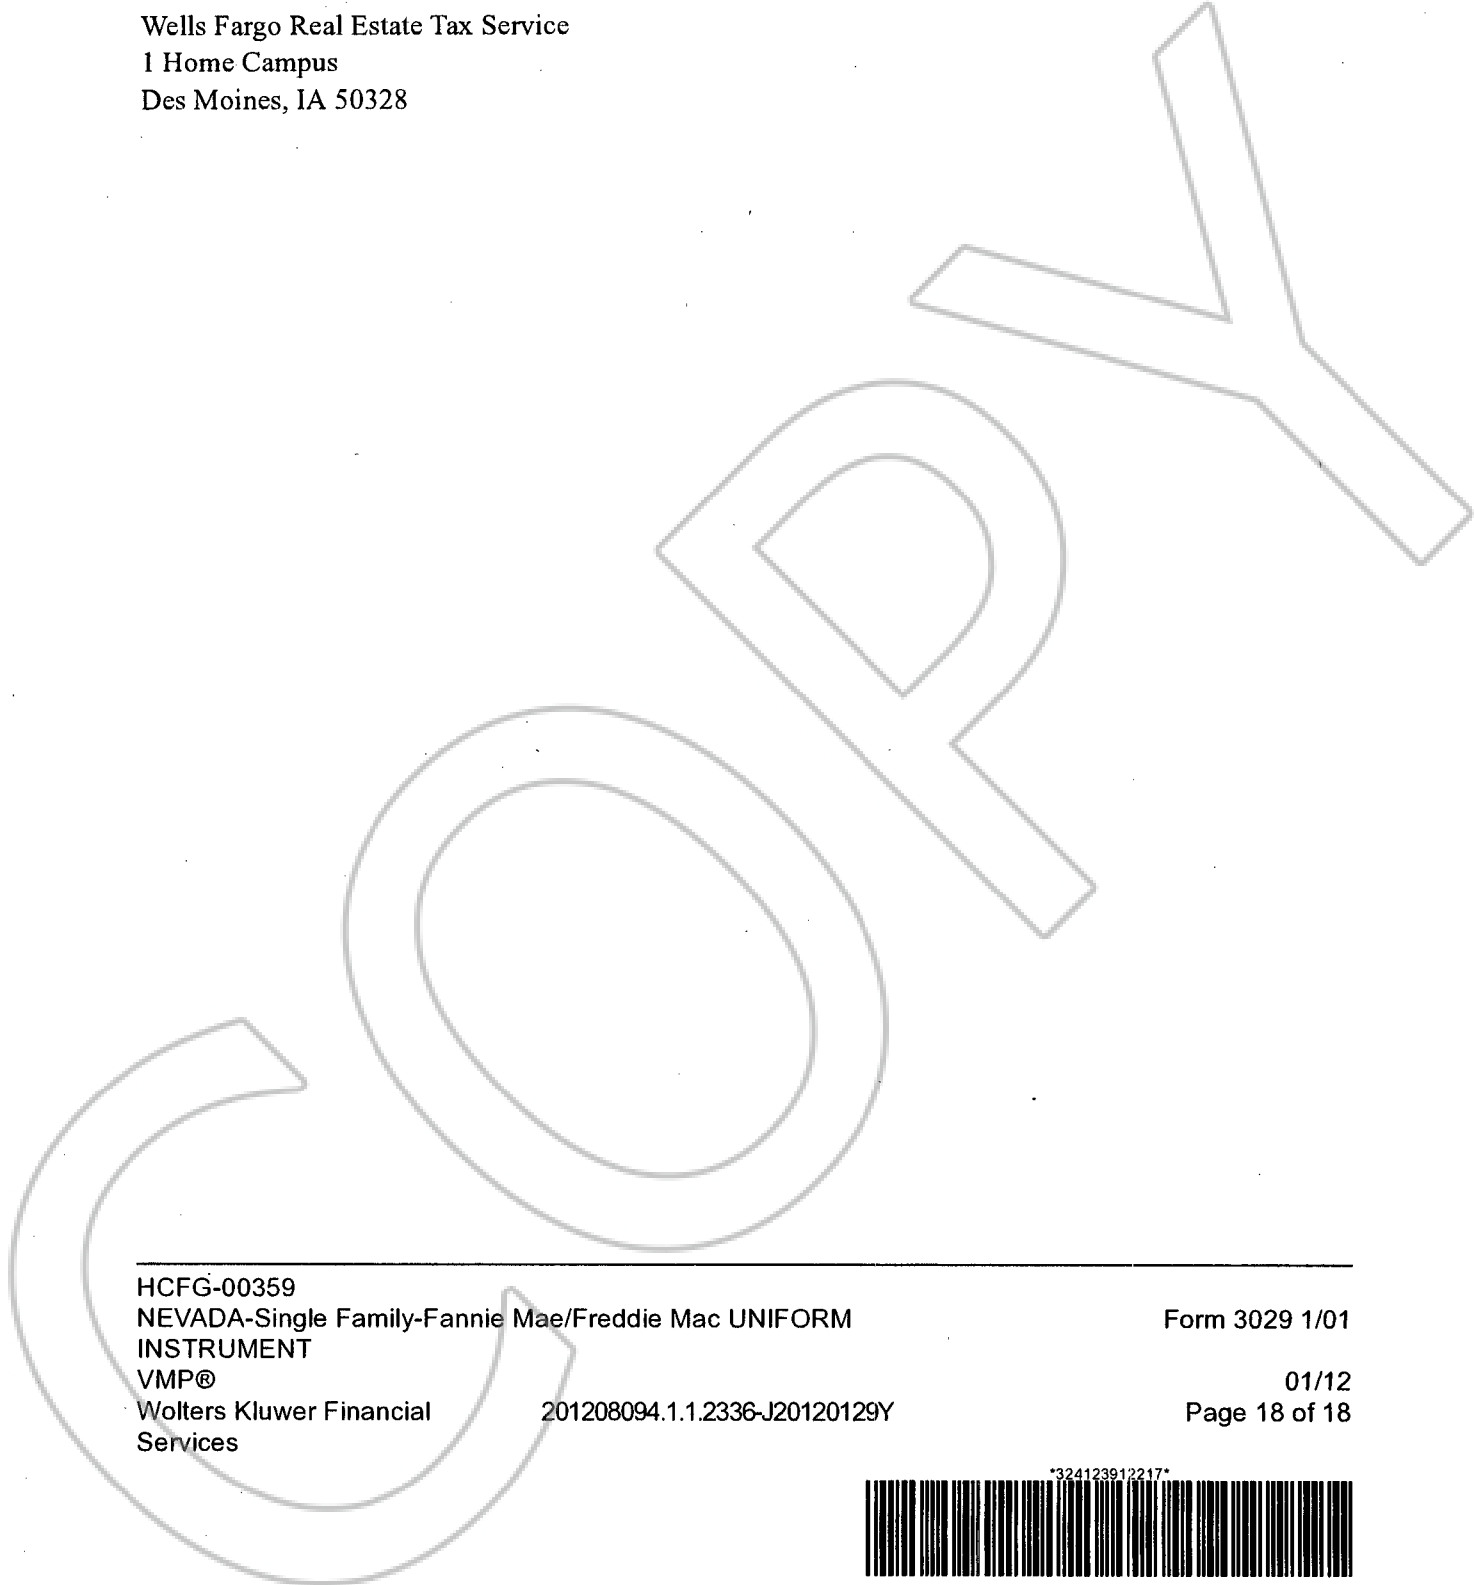 Wells Fargo Real Estate Tax Service
1 Home Campus
Des Moines, IA 50328
COPY
HCFG-00359
NEVADA-Single Family-Fannie Mae/Freddie Mac UNIFORM
INSTRUMENT
Form 3029 1/01
VMP®
01/12
Wolters Kluwer Financial
Services
201208094.1.1.2336-J20120129Y
Page 18 of 18
*324123912217*